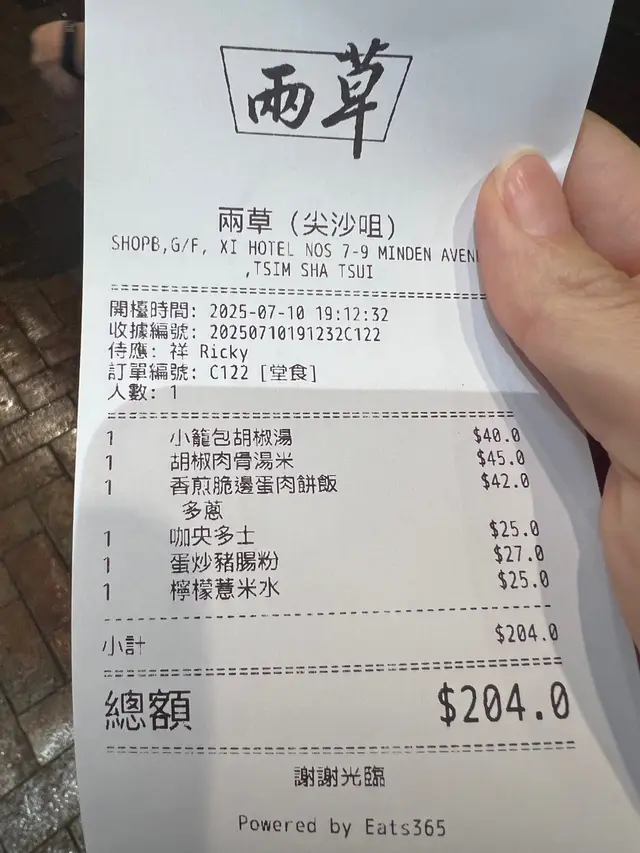 兩草
兩草 (尖沙咀)
SHOPB,G/F, XI HOTEL NOS 7-9 MINDEN
,TSIM SHA TSUI
開檯時間: 2025-07-10 19:12:32
收據編號: 20250710191232C122
侍應: 祥 Ricky
訂單編號: C122 [堂食]
人數: 1
1 小籠包胡椒湯 $40.0
1 胡椒肉骨湯米 $45.0
1 香煎脆邊蛋肉餅飯 $42.0
多蔥
1 咖央多士 $25.0
1 蛋炒豬腸粉 $27.0
1 檸檬薏米水 $25.0
小計 $204.0
總額 $204.0
謝謝光臨
Powered by Eats365